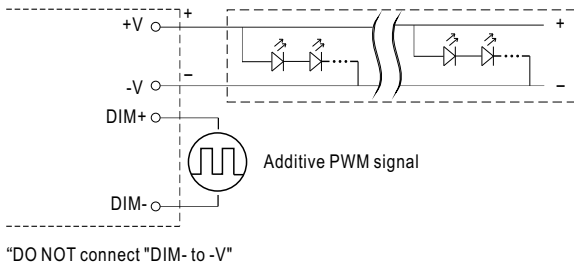 +V
+
+
-V
–
–
DIM+
Additive PWM signal
DIM-
“DO NOT connect "DIM- to -V"